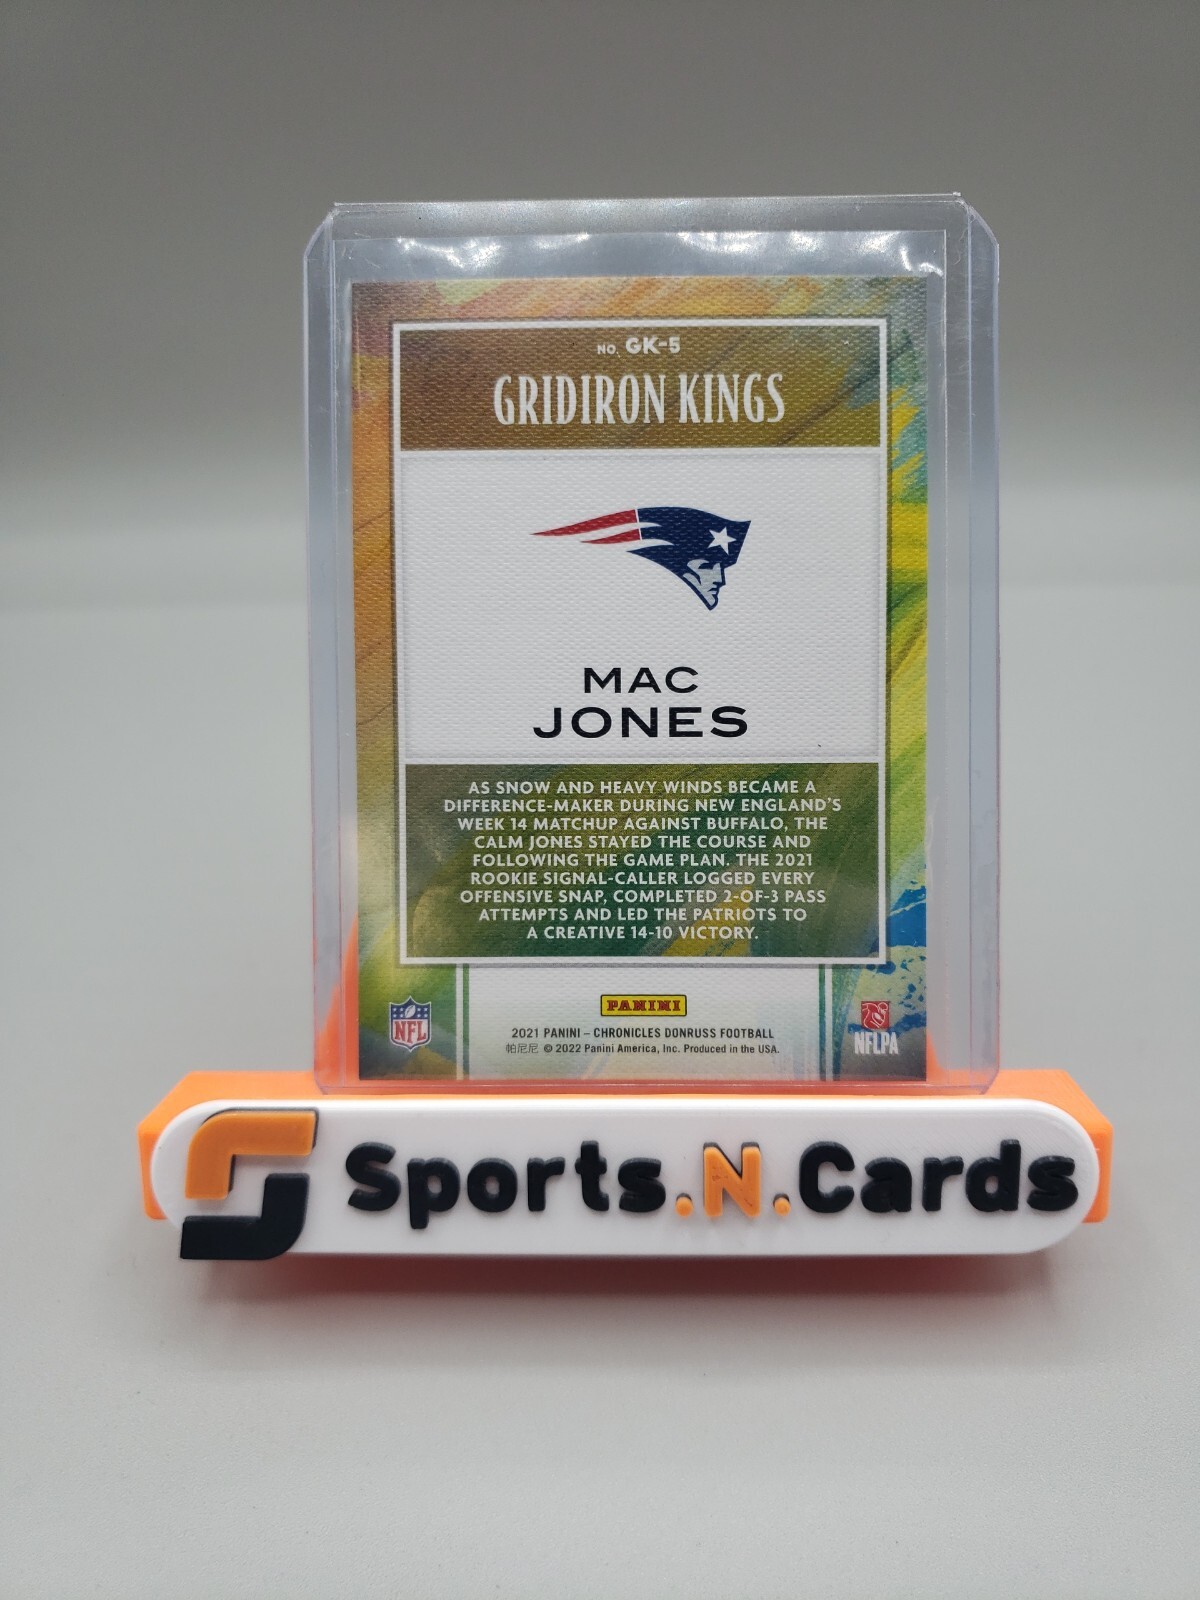 NO. GK-5
GRIDIRON KINGS
MAC
JONES
AS SNOW AND HEAVY WINDS BECAME A
DIFFERENCE-MAKER DURING NEW ENGLAND'S
WEEK 14 MATCHUP AGAINST BUFFALO, THE
CALM JONES STAYED THE COURSE AND
FOLLOWING THE GAME PLAN. THE 2021
ROOKIE SIGNAL-CALLER LOGGED EVERY
OFFENSIVE SNAP, COMPLETED 2-OF-3 PASS
ATTEMPTS AND LED THE PATRIOTS TO
A CREATIVE 14-10 VICTORY.
PANINI
NFL
2021 PANINI – CHRONICLES DONRUSS FOOTBALL
帕尼尼 © 2022 Panini America, Inc. Produced in the USA.
NFLPA
Sports.N.Cards